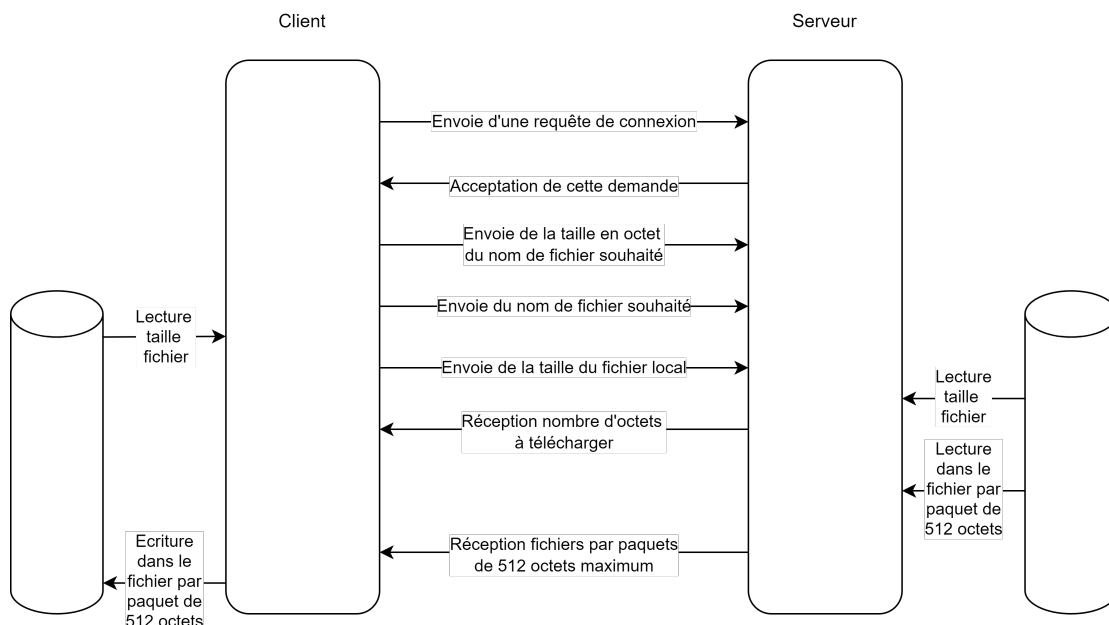 Client
Serveur
Envoie d'une requête de connexion
Acceptation de cette demande
Envoie de la taille en octet
du nom de fichier souhaité
Envoie du nom de fichier souhaité
Lecture
taille
fichier
Envoie de la taille du fichier local
Lecture
taille
fichier
Réception nombre d'octets
à télécharger
Lecture
dans le
fichier par
paquet de
512 octets
Réception fichiers par paquets
de 512 octets maximum
Ecriture
dans le
fichier par
paquet de
512 octets